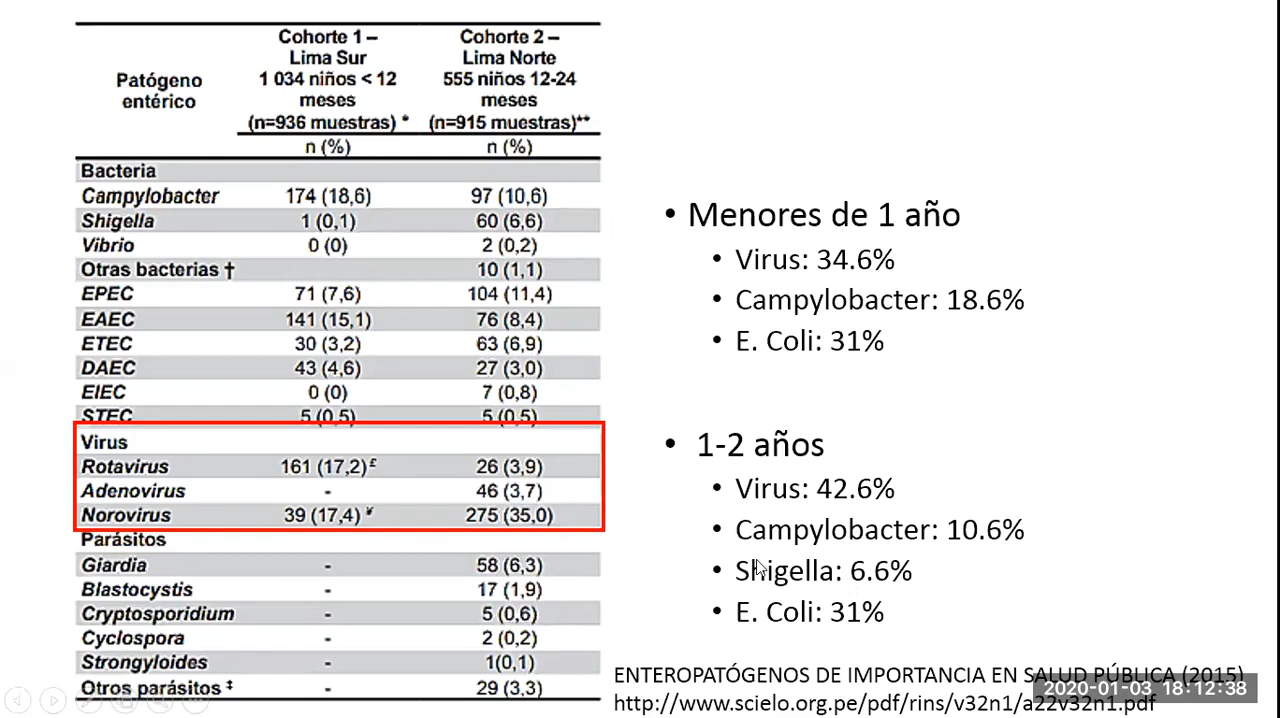 Patógeno
entérico
Cohorte 1 –
Lima Sur
1 034 niños < 12
meses
(n=936 muestras) *
Cohorte 2 –
Lima Norte
555 niños 12-24
meses
(n=915 muestras)**
n (%) n (%)
Bacteria
Campylobacter 174 (18,6) 97 (10,6)
Shigella 1 (0,1) 60 (6,6)
Vibrio 0 (0) 2 (0,2)
Otras bacterias † 10 (1,1)
EPEC 71 (7,6) 104 (11,4)
EAEC 141 (15,1) 76 (8,4)
ETEC 30 (3,2) 63 (6,9)
DAEC 43 (4,6) 27 (3,0)
EIEC 0 (0) 7 (0,8)
STEC 5 (0,5) 5 (0,5)
Virus
Rotavirus 161 (17,2) £ 26 (3,9)
Adenovirus - 46 (3,7)
Norovirus 39 (17,4) ¥ 275 (35,0)
Parásitos
Giardia - 58 (6,3)
Blastocystis - 17 (1,9)
Cryptosporidium - 5 (0,6)
Cyclospora - 2 (0,2)
Strongyloides - 1(0,1)
Otros parásitos ‡ - 29 (3,3)
• Menores de 1 año
• Virus: 34.6%
• Campylobacter: 18.6%
• E. Coli: 31%
• 1-2 años
• Virus: 42.6%
• Campylobacter: 10.6%
• Shigella: 6.6%
• E. Coli: 31%
ENTEROPATÓGENOS DE IMPORTANCIA EN SALUD PÚBLICA (2015)
http://www.scielo.org.pe/pdf/rins/v32n1/a22v32n1.pdf
2020-01-03 18:12:38